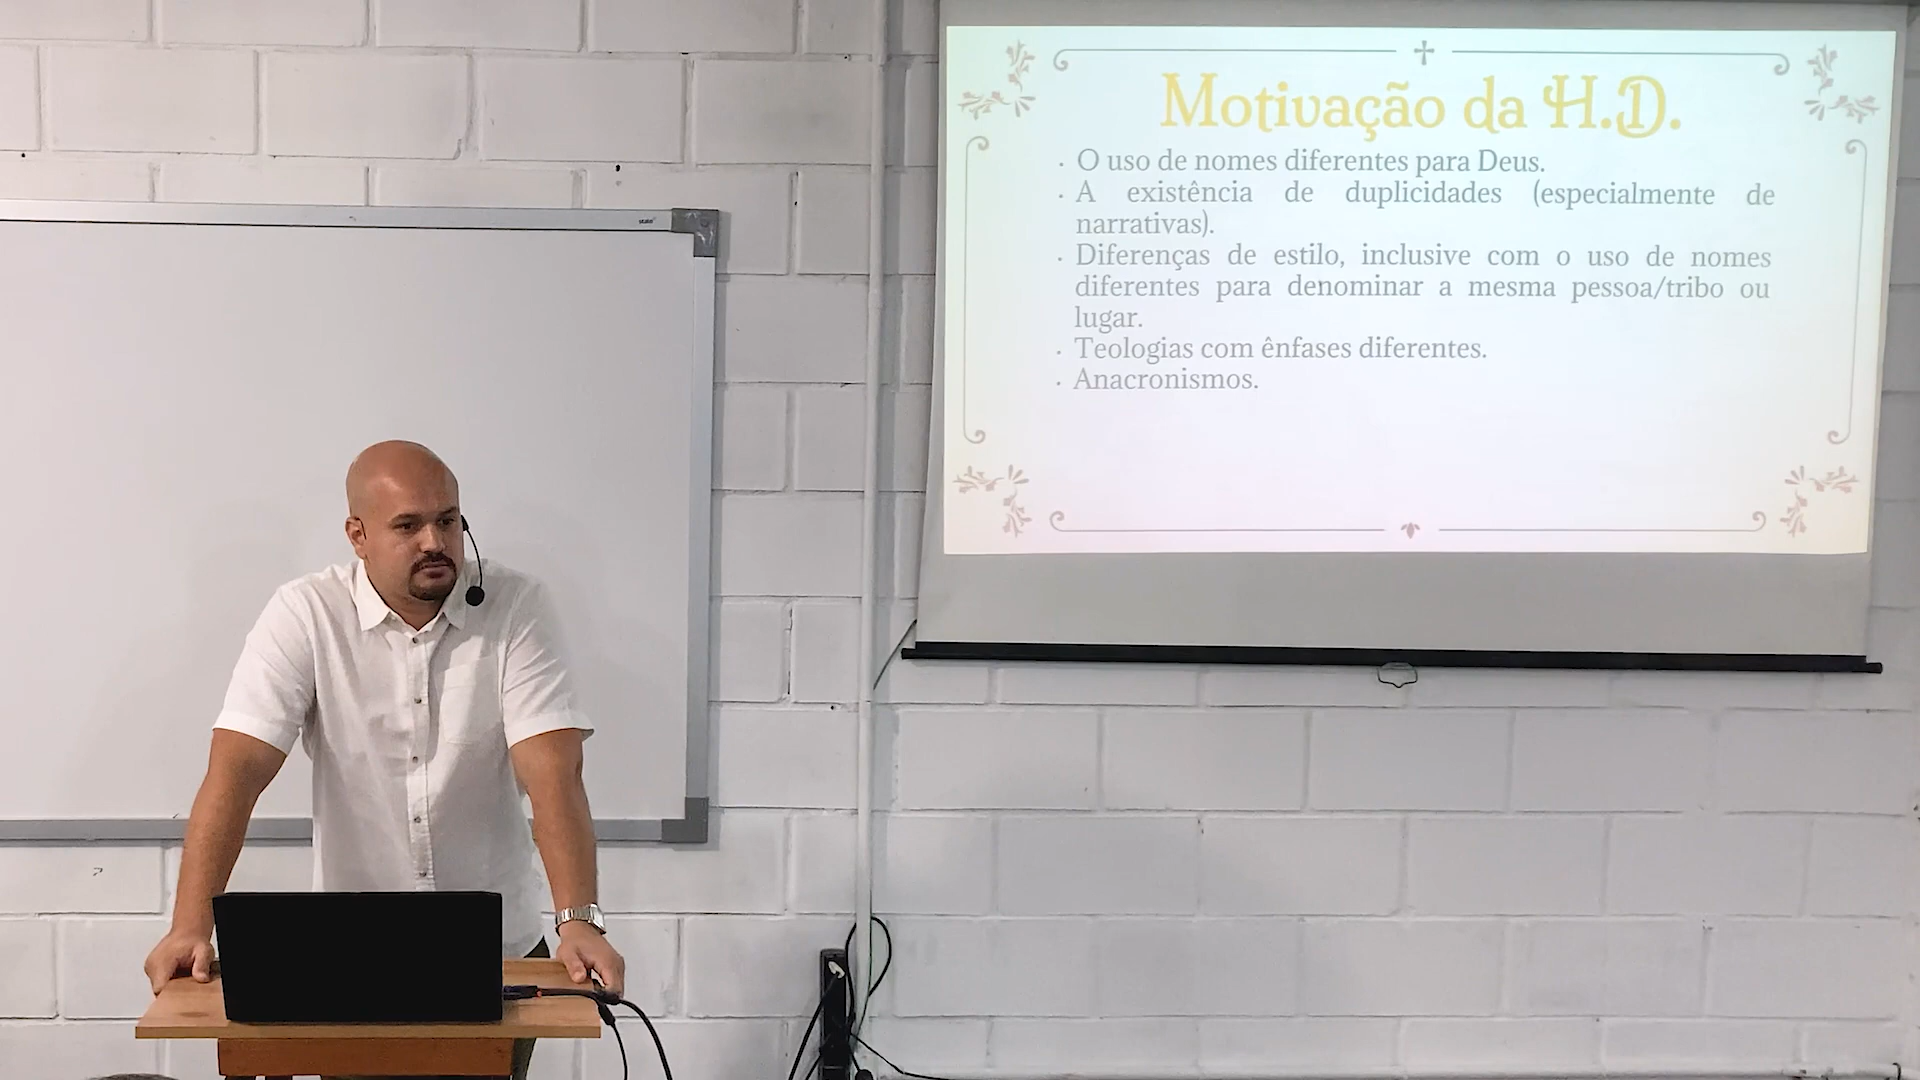 Motivação da H.D.
· O uso de nomes diferentes para Deus.
· A existência de duplicidades (especialmente de
narrativas).
· Diferenças de estilo, inclusive com o uso de nomes
diferentes para denominar a mesma pessoa/tribo ou
lugar.
· Teologias com ênfases diferentes.
· Anacronismos.